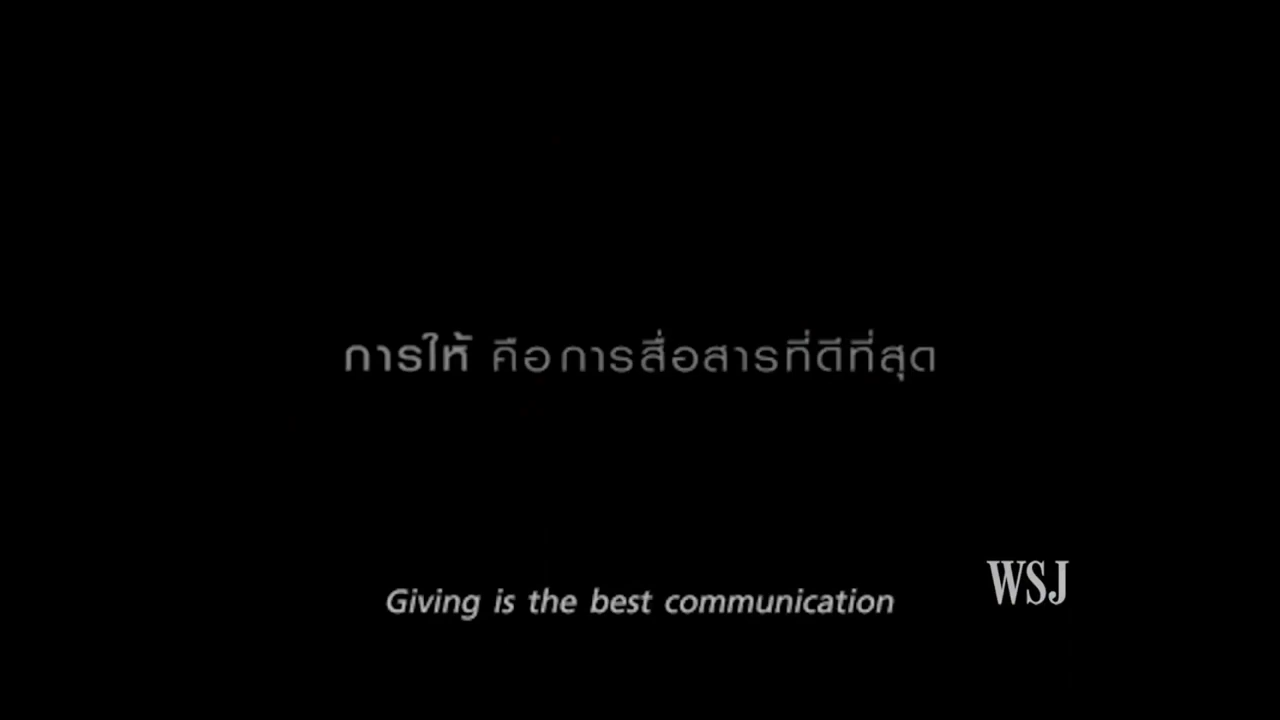 การให้ คือการสื่อสารที่ดีที่สุด
Giving is the best communication
WSJ